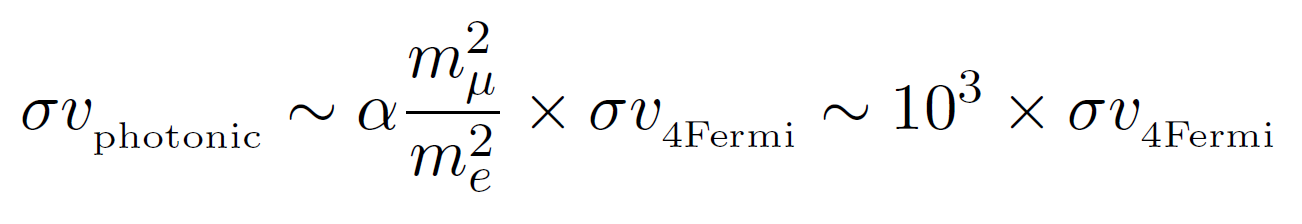 σv_photonic ∼ α m_μ^2 / m_e^2 × σv_4Fermi ∼ 10^3 × σv_4Fermi